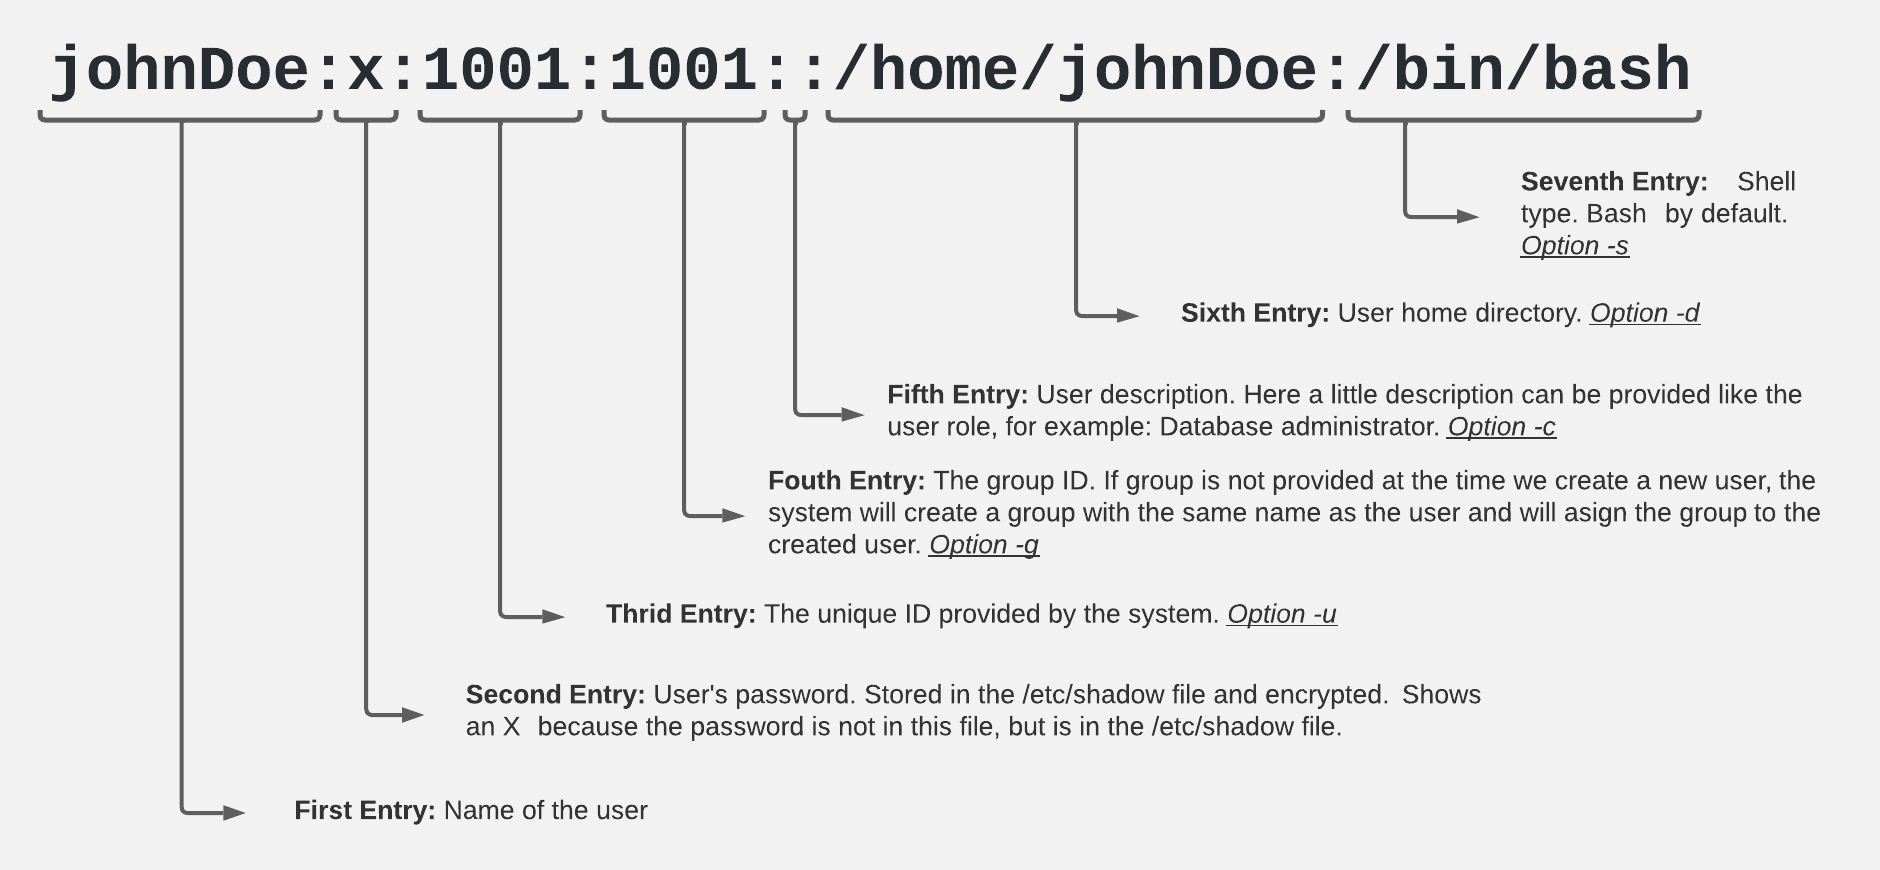 johnDoe:x:1001:1001::/home/johnDoe:/bin/bash
Seventh Entry: Shell
type. Bash by default.
Option -s
Sixth Entry: User home directory. Option -d
Fifth Entry: User description. Here a little description can be provided like the
user role, for example: Database administrator. Option -c
Fouth Entry: The group ID. If group is not provided at the time we create a new user, the
system will create a group with the same name as the user and will asign the group to the
created user. Option -g
Thrid Entry: The unique ID provided by the system. Option -u
Second Entry: User's password. Stored in the /etc/shadow file and encrypted. Shows
an X because the password is not in this file, but is in the /etc/shadow file.
First Entry: Name of the user